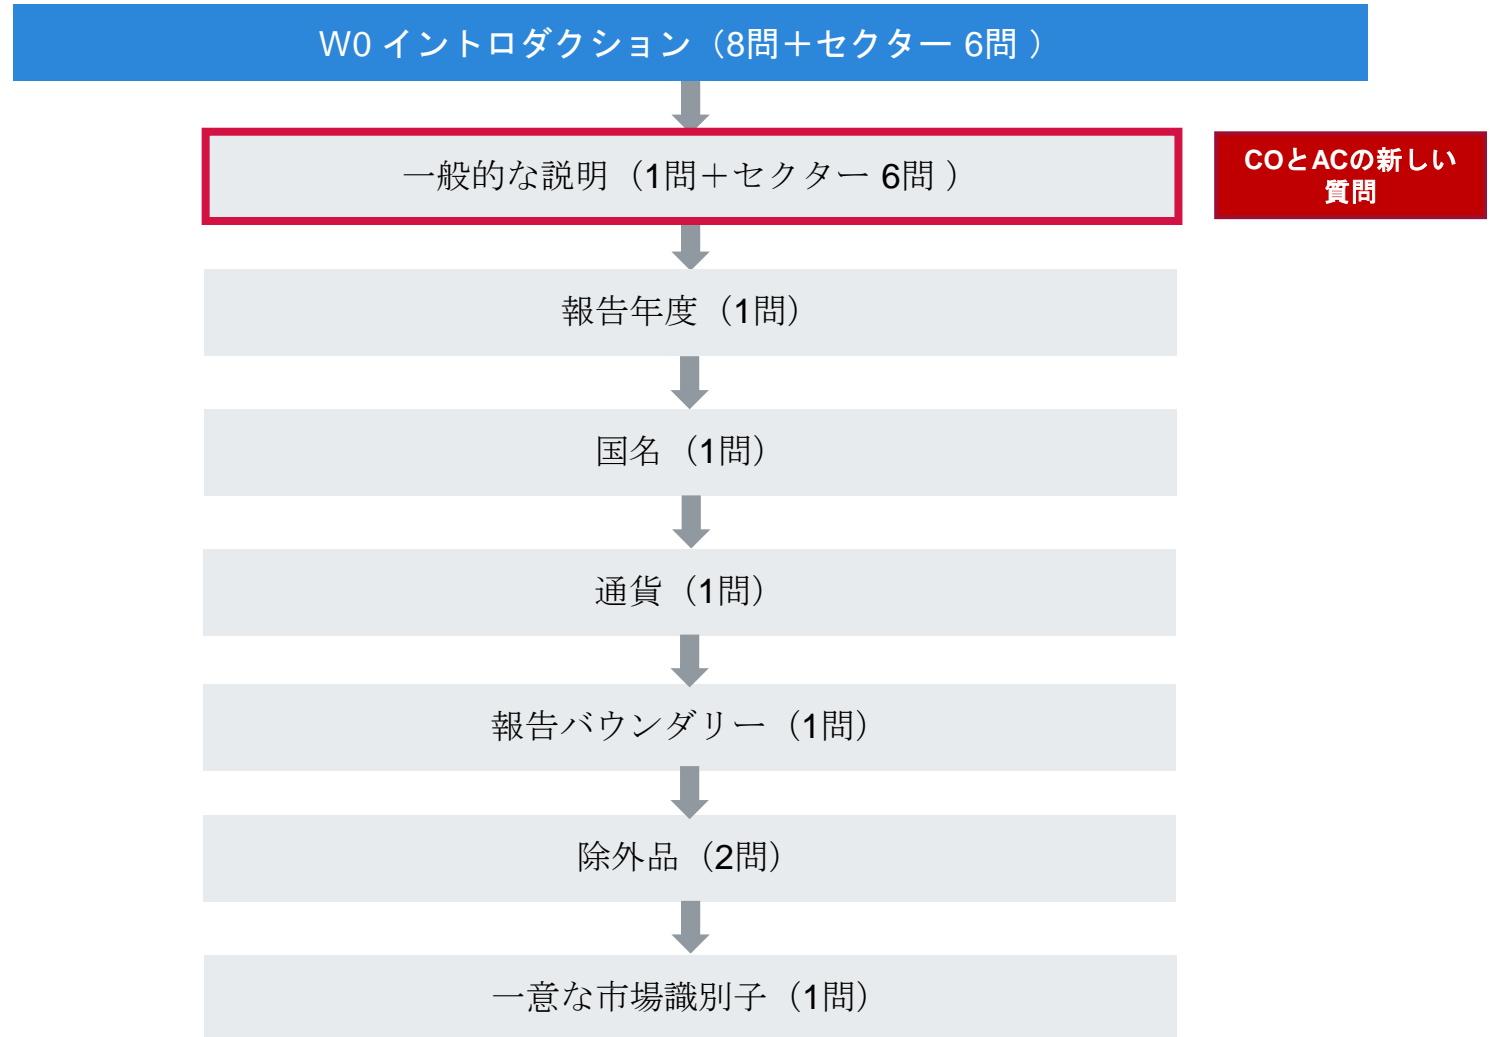 W0 イントロダクション（8問＋セクター 6問 ）
一般的な説明（1問＋セクター 6問 ）
COとACの新しい
質問
報告年度（1問）
国名（1問）
通貨（1問）
報告バウンダリー（1問）
除外品（2問）
一意な市場識別子（1問）